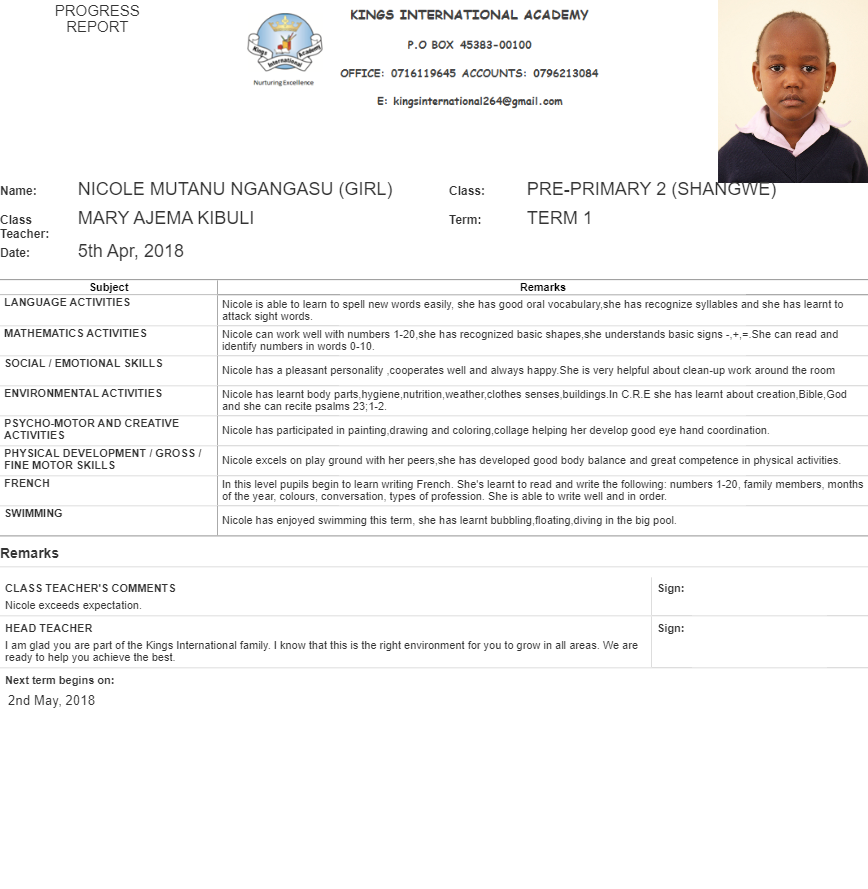 PROGRESS
REPORT
KINGS INTERNATIONAL ACADEMY
P.O BOX 45383-00100
OFFICE: 0716119645 ACCOUNTS: 0796213084
E: kingsinternational264@gmail.com
Kings Academy
International
Nurturing Excellence
Name: NICOLE MUTANU NGANGASU (GIRL) Class: PRE-PRIMARY 2 (SHANGWE)
Class Teacher: MARY AJEMA KIBULI Term: TERM 1
Date: 5th Apr, 2018
Subject Remarks
LANGUAGE ACTIVITIES
Nicole is able to learn to spell new words easily, she has good oral vocabulary,she has recognize syllables and she has learnt to
attack sight words.
MATHEMATICS ACTIVITIES
Nicole can work well with numbers 1-20,she has recognized basic shapes,she understands basic signs -,+,=.She can read and
identify numbers in words 0-10.
SOCIAL / EMOTIONAL SKILLS
Nicole has a pleasant personality ,cooperates well and always happy.She is very helpful about clean-up work around the room
ENVIRONMENTAL ACTIVITIES
Nicole has learnt body parts,hygiene,nutrition,weather,clothes senses,buildings.In C.R.E she has learnt about creation,Bible,God
and she can recite psalms 23;1-2.
PSYCHO-MOTOR AND CREATIVE
ACTIVITIES
Nicole has participated in painting,drawing and coloring,collage helping her develop good eye hand coordination.
PHYSICAL DEVELOPMENT / GROSS /
FINE MOTOR SKILLS
Nicole excels on play ground with her peers,she has developed good body balance and great competence in physical activities.
FRENCH
In this level pupils begin to learn writing French. She's learnt to read and write the following: numbers 1-20, family members, months
of the year, colours, conversation, types of profession. She is able to write well and in order.
SWIMMING
Nicole has enjoyed swimming this term, she has learnt bubbling,floating,diving in the big pool.
Remarks
CLASS TEACHER'S COMMENTS
Nicole exceeds expectation.
Sign:
HEAD TEACHER
I am glad you are part of the Kings International family. I know that this is the right environment for you to grow in all areas. We are
ready to help you achieve the best.
Sign:
Next term begins on:
2nd May, 2018